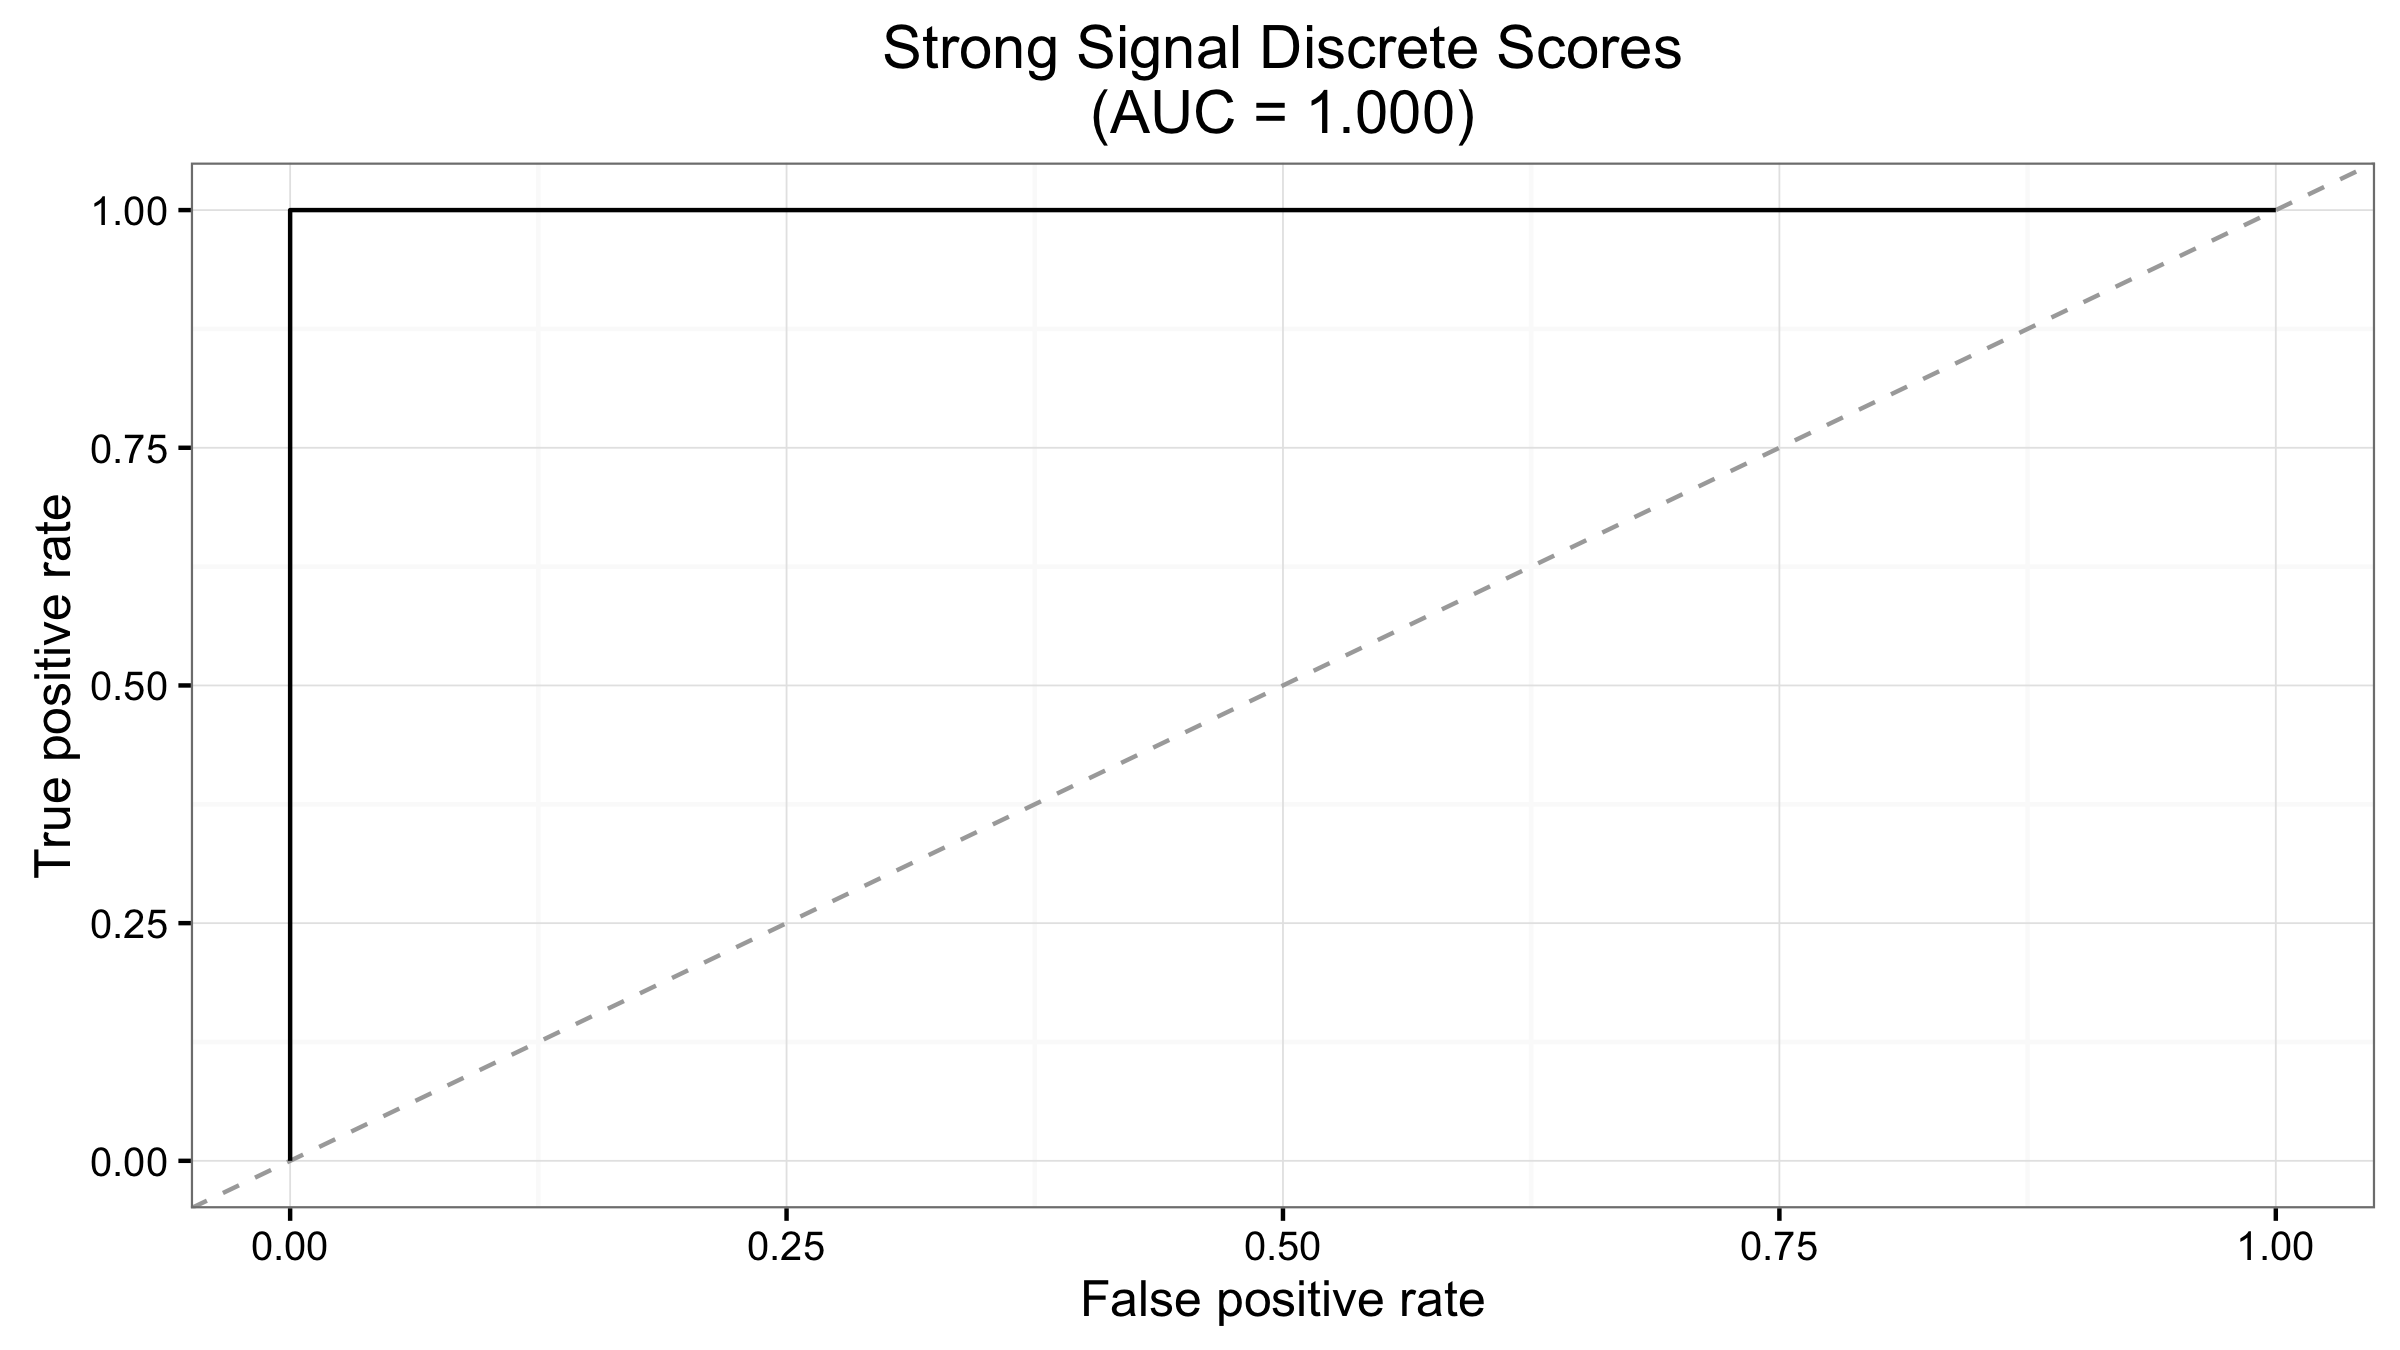 Strong Signal Discrete Scores
(AUC = 1.000)
1.00
0.75
0.50
0.25
0.00
True positive rate
0.00 0.25 0.50 0.75 1.00
False positive rate